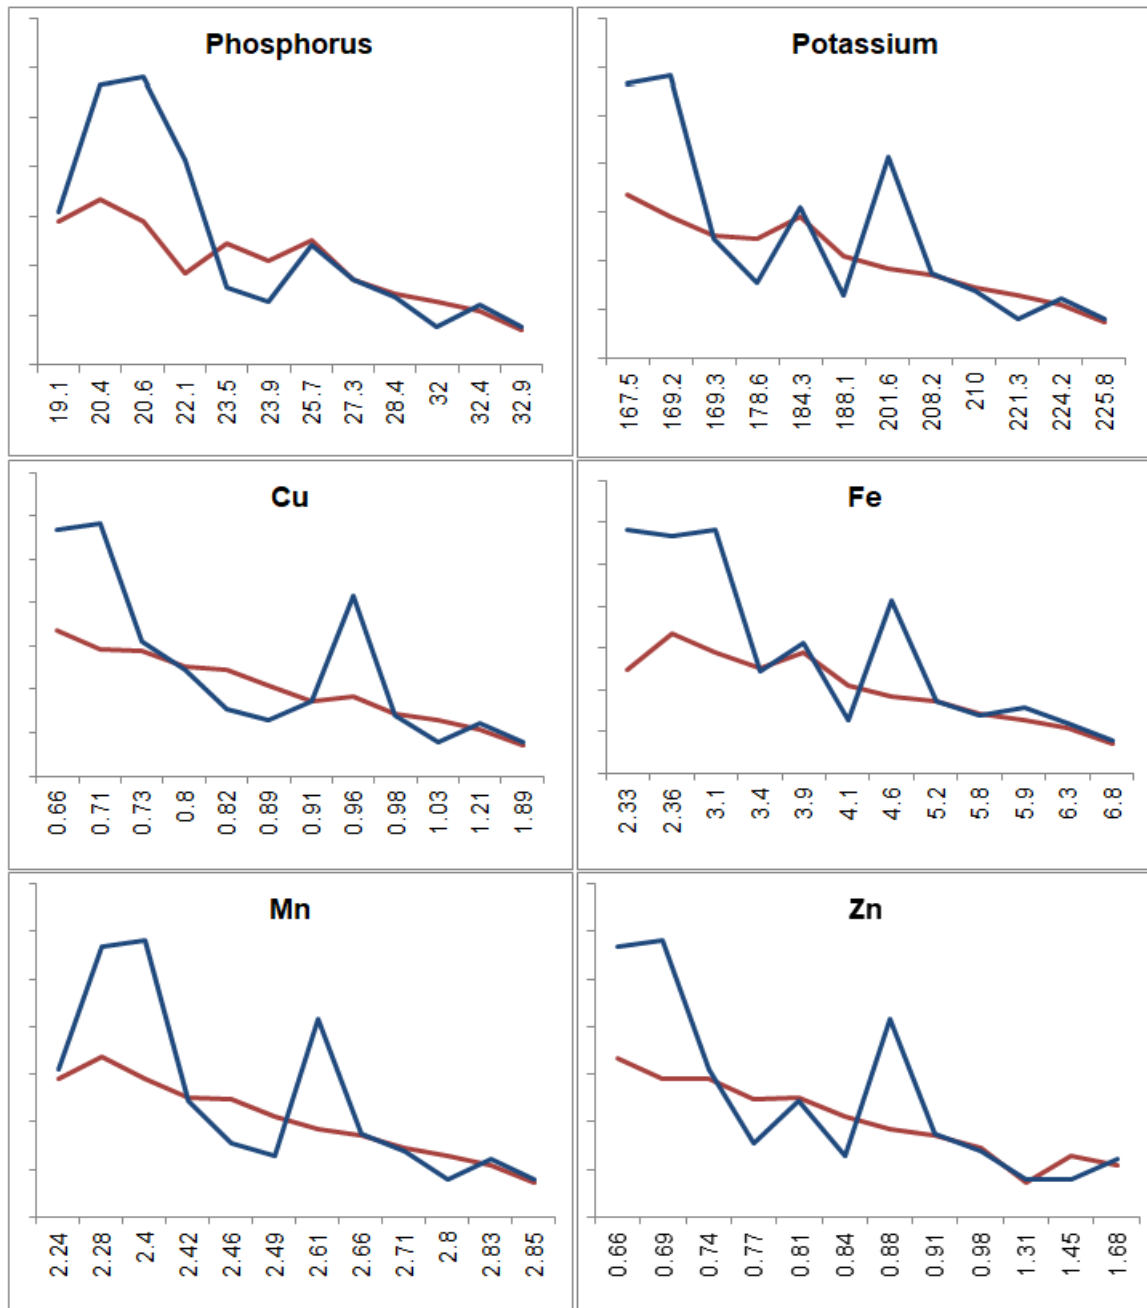 Phosphorus
19.1 20.4 20.6 22.1 23.5 23.9 25.7 27.3 28.4 32 32.4 32.9
Potassium
167.5 169.2 169.3 178.6 184.3 188.1 201.6 208.2 210 221.3 224.2 225.8
Cu
0.66 0.71 0.73 0.8 0.82 0.89 0.91 0.96 0.98 1.03 1.21 1.89
Fe
2.33 2.36 3.1 3.4 3.9 4.1 4.6 5.2 5.8 5.9 6.3 6.8
Mn
2.24 2.28 2.4 2.42 2.46 2.49 2.61 2.66 2.71 2.8 2.83 2.85
Zn
0.66 0.69 0.74 0.77 0.81 0.84 0.88 0.91 0.98 1.31 1.45 1.68